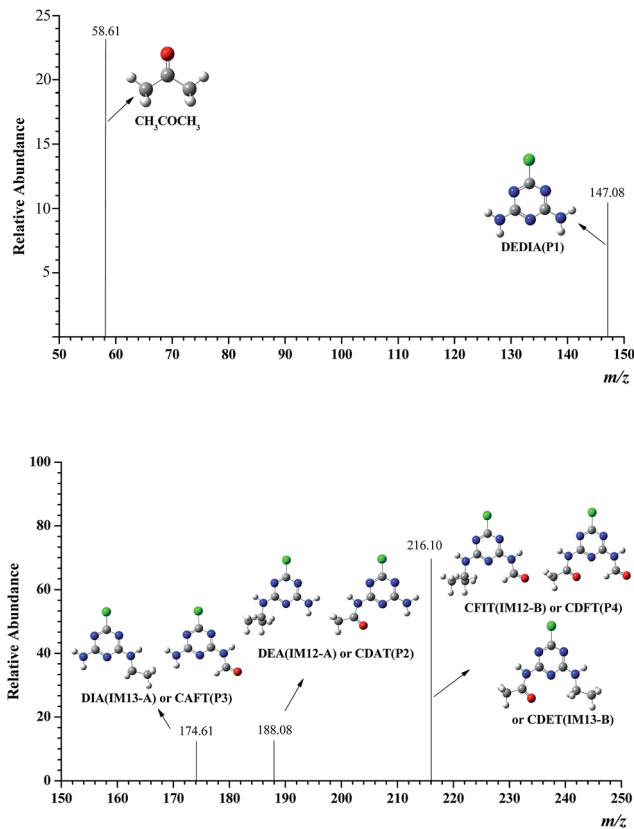 25
58.61
20
CH3COCH3
15
Relative Abundance
147.08
10
DEDIA(P1)
5
50 60 70 80 90 100 110 120 130 140 150
m/z
100
80
216.10
60
CFIT(IM12-B) or CDFT(P4)
Relative Abundance
DEA(IM12-A) or CDAT(P2)
40
DIA(IM13-A) or CAFT(P3)
or CDET(IM13-B)
20
174.61 188.08
0
150 160 170 180 190 200 210 220 230 240 250
m/z